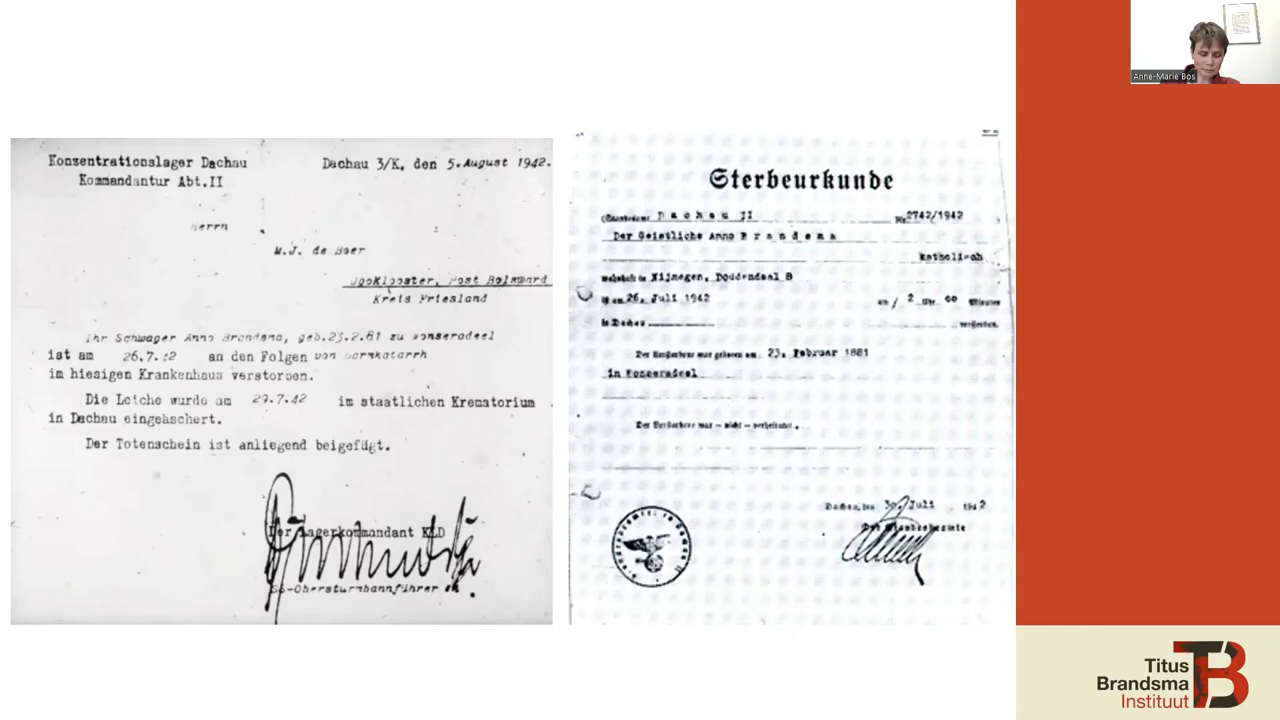 Konzentrationslager Dachau
Kommandantur Abt.II
Dachau 3/K, den 5.August 1942.
Herrn
M.J. de Boer
Kreis Friesland
Ihr Schwager Anno Brandsma, geb.23.2.81 zu Wonseradeel
ist am 26.7.42 an den Folgen von Darmkatarrh
im hiesigen Krankenhaus verstorben.
Die Leiche wurde am 29.7.42 im staatlichen Krematorium
in Dachau eingeäschert.
Der Totenschein ist anliegend beigefügt.
Der Lagerkommandant KLD
SS-Obersturmbannführer
Sterbeurkunde
Dachau II Nr. 2742/1942
Der Geistliche Anno Brandsma
katholisch
wohnhaft in Nijmegen, Doddendaal 8
ist am 26. Juli 1942 um 2 Uhr 00 Minuten
in Dachau verstorben.
Der Verstorbene war geboren am 23. Februar 1881
in Wonseradeel
Der Verstorbene war – nicht – verheiratet.
Dachau, den 30. Juli 1942
Der Standesbeamte
Anne-Marie Bos
Titus
Brandsma
Instituut
TB